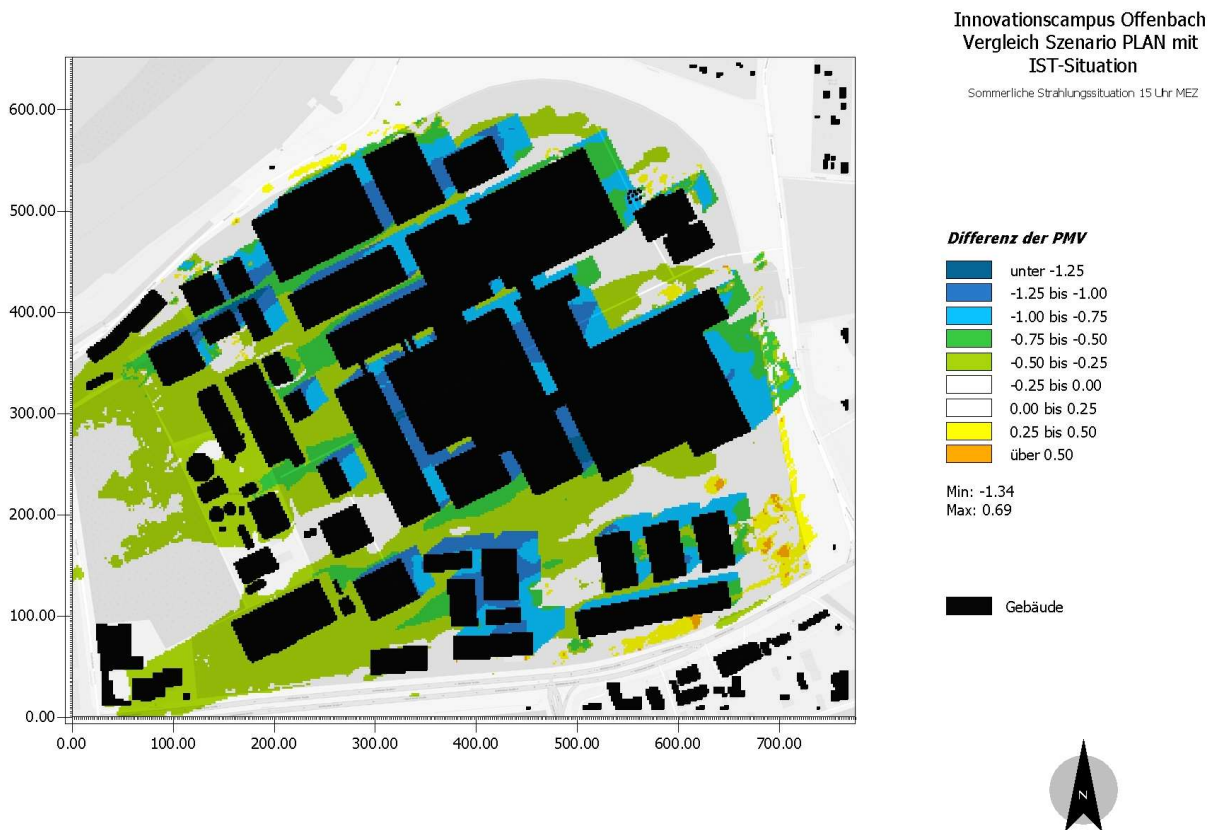 Innovationscampus Offenbach
Vergleich Szenario PLAN mit
IST-Situation
Sommerliche Strahlungssituation 15 Uhr MEZ
600.00
500.00
400.00
300.00
200.00
100.00
0.00
0.00 100.00 200.00 300.00 400.00 500.00 600.00 700.00
Differenz der PMV
unter -1.25
-1.25 bis -1.00
-1.00 bis -0.75
-0.75 bis -0.50
-0.50 bis -0.25
-0.25 bis 0.00
0.00 bis 0.25
0.25 bis 0.50
über 0.50
Min: -1.34
Max: 0.69
Gebäude
N